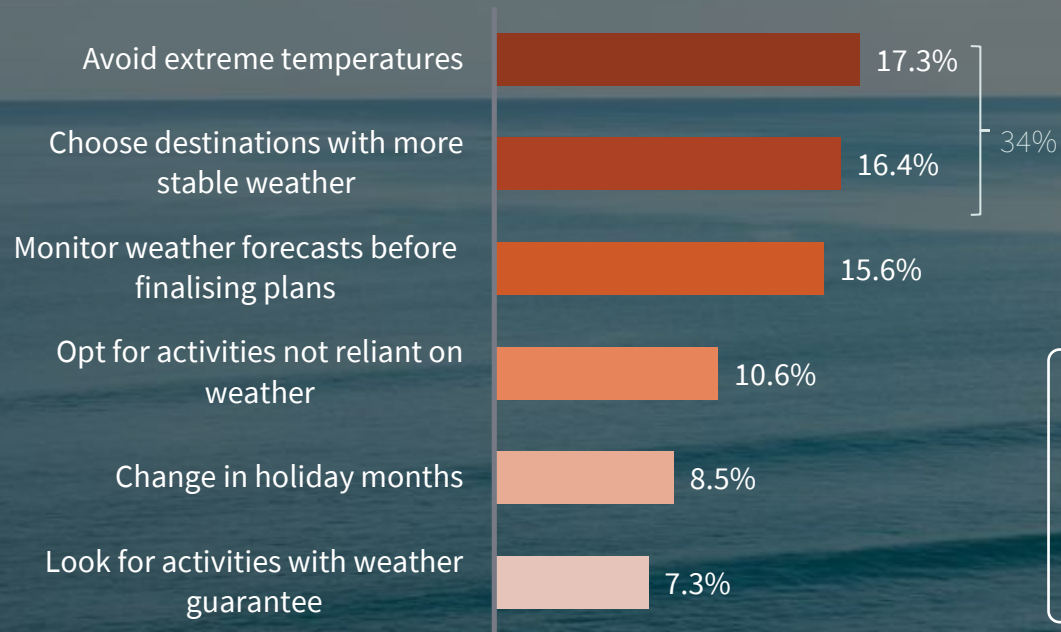 Avoid extreme temperatures
17.3%
34%
Choose destinations with more
stable weather
16.4%
Monitor weather forecasts before
finalising plans
15.6%
Opt for activities not reliant on
weather
10.6%
Change in holiday months
8.5%
Look for activities with weather
guarantee
7.3%